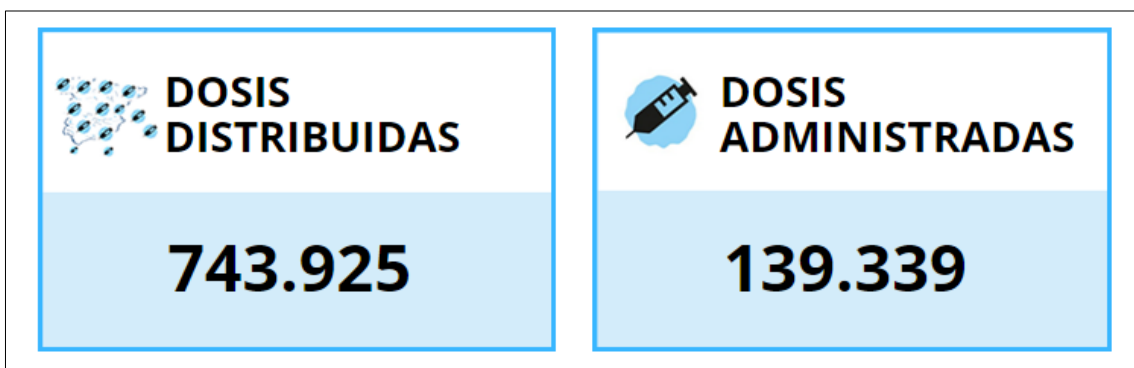 DOSIS
DISTRIBUIDAS
743.925
DOSIS
ADMINISTRADAS
139.339